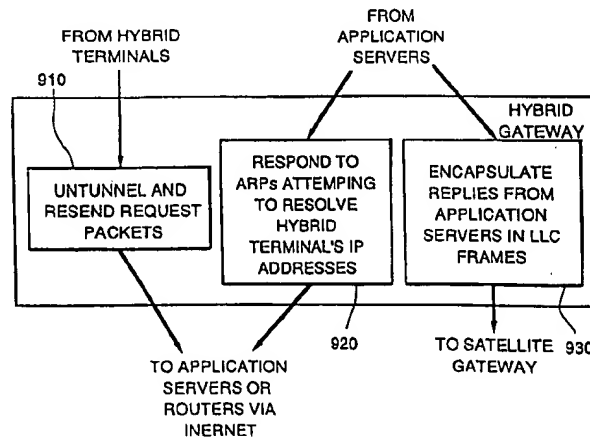 FROM HYBRID
TERMINALS
FROM
APPLICATION
SERVERS
910
HYBRID
GATEWAY
UNTUNNEL AND
RESEND REQUEST
PACKETS
RESPOND TO
ARPs ATTEMPING
TO RESOLVE
HYBRID
TERMINAL'S IP
ADDRESSES
ENCAPSULATE
REPLIES FROM
APPLICATION
SERVERS IN LLC
FRAMES
920
930
TO APPLICATION
SERVERS OR
ROUTERS VIA
INERNET
TO SATELLITE
GATEWAY